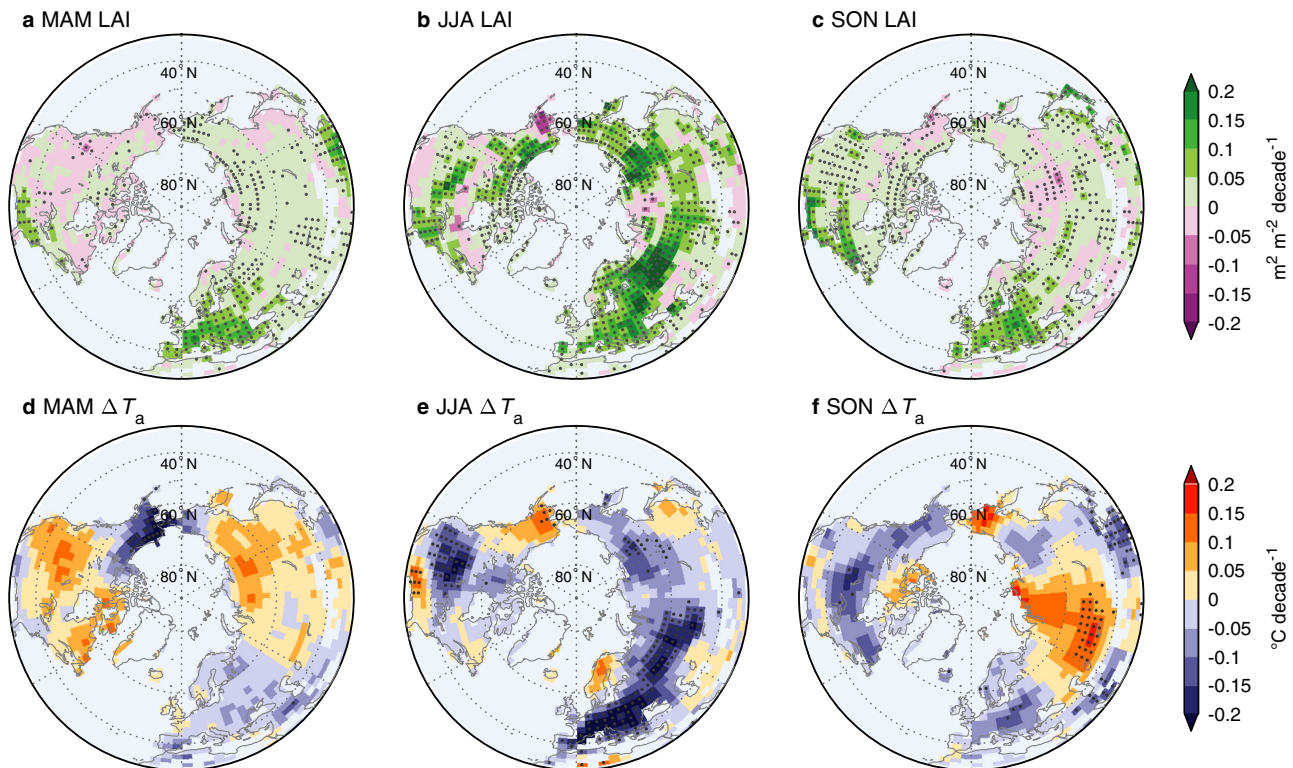 a MAM LAI
b JJA LAI
c SON LAI
40° N
60° N
80° N
40° N
60° N
80° N
40° N
60° N
80° N
0.2
0.15
0.1
0.05
0
-0.05
-0.1
-0.15
-0.2
m² m⁻² decade⁻¹
d MAM Δ Tₐ
e JJA Δ Tₐ
f SON Δ Tₐ
40° N
60° N
80° N
40° N
60° N
80° N
40° N
60° N
80° N
0.2
0.15
0.1
0.05
0
-0.05
-0.1
-0.15
-0.2
°C decade⁻¹